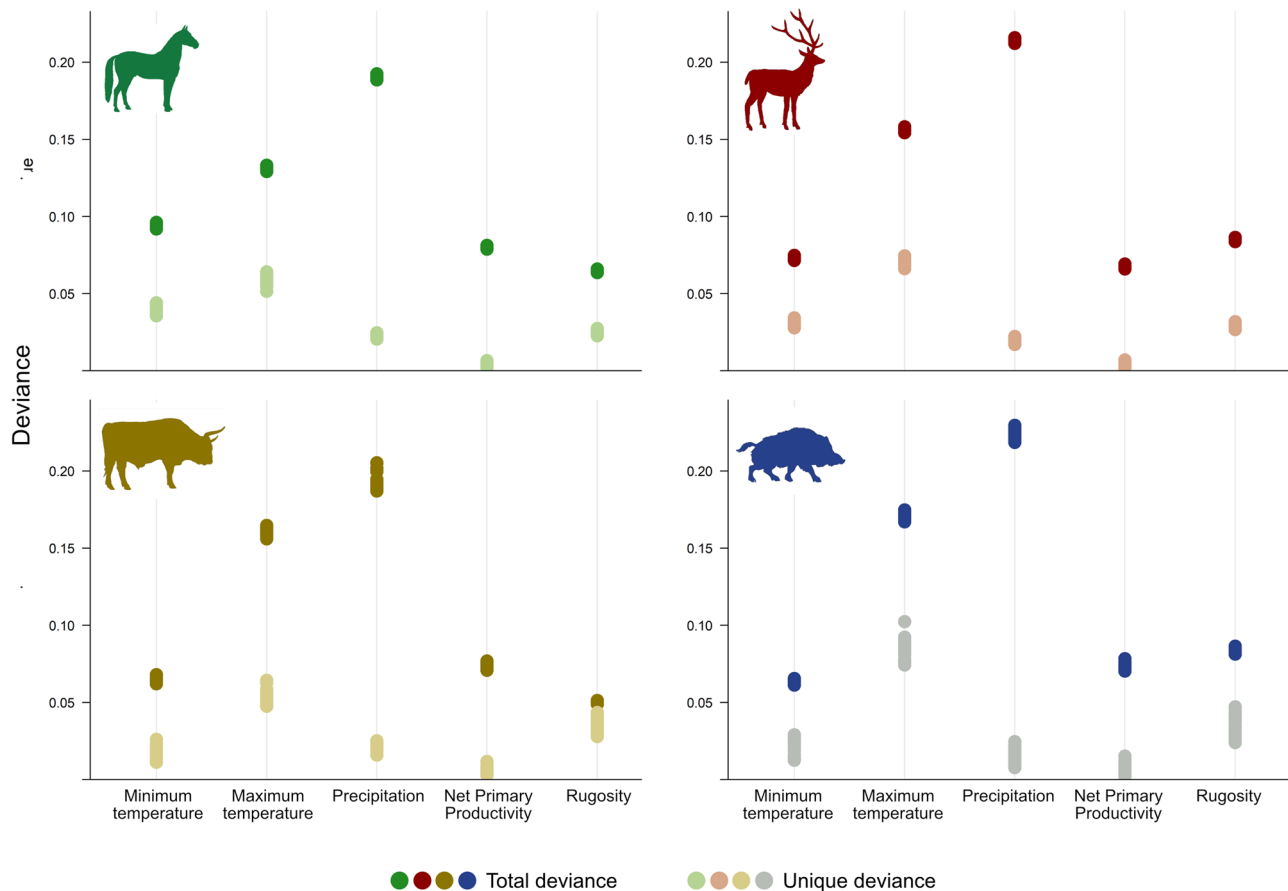 0.20
0.15
0.10
0.05
0.20
0.15
0.10
0.05
Deviance
0.20
0.15
0.10
0.05
0.20
0.15
0.10
0.05
Minimum
temperature
Maximum
temperature
Precipitation
Net Primary
Productivity
Rugosity
Minimum
temperature
Maximum
temperature
Precipitation
Net Primary
Productivity
Rugosity
Total deviance
Unique deviance